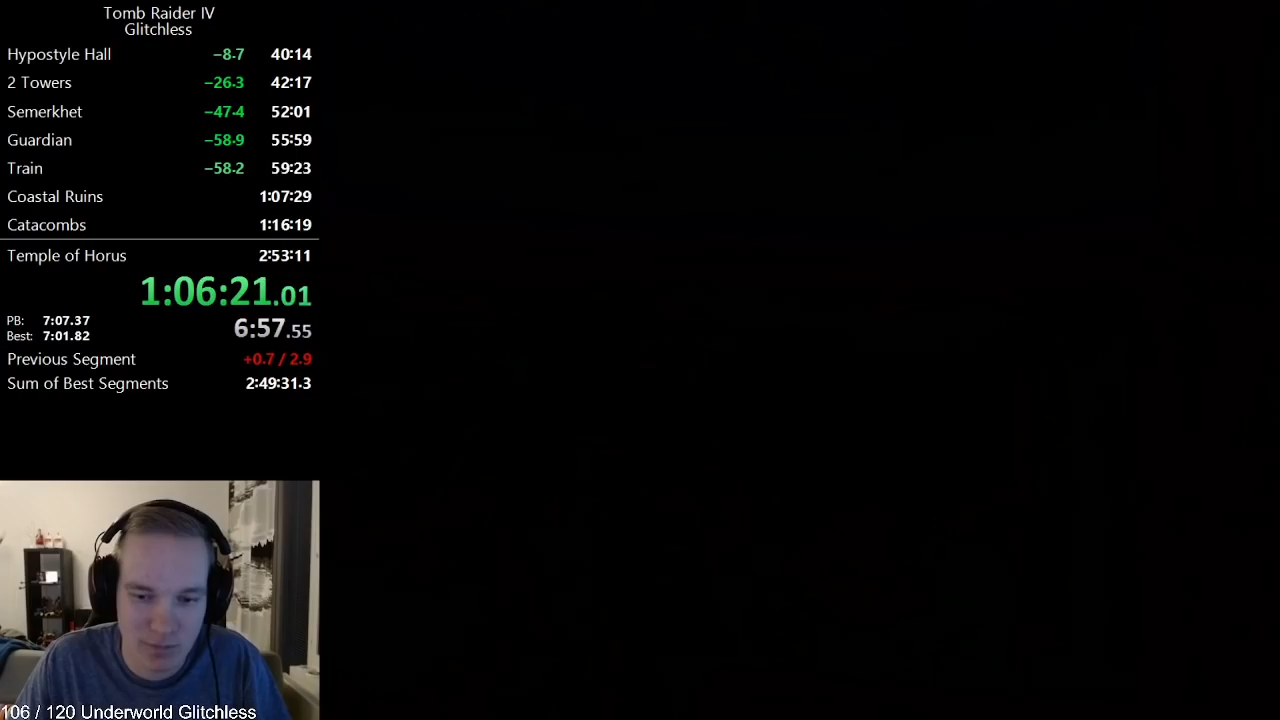 Tomb Raider IV
Glitchless
Hypostyle Hall −8.7 40:14
2 Towers −26.3 42:17
Semerkhet −47.4 52:01
Guardian −58.9 55:59
Train −58.2 59:23
Coastal Ruins 1:07:29
Catacombs 1:16:19
Temple of Horus 2:53:11
1:06:21.01
PB: 7:07.37 6:57.55
Best: 7:01.82
Previous Segment +0.7 / 2.9
Sum of Best Segments 2:49:31.3
106 / 120 Underworld Glitchless